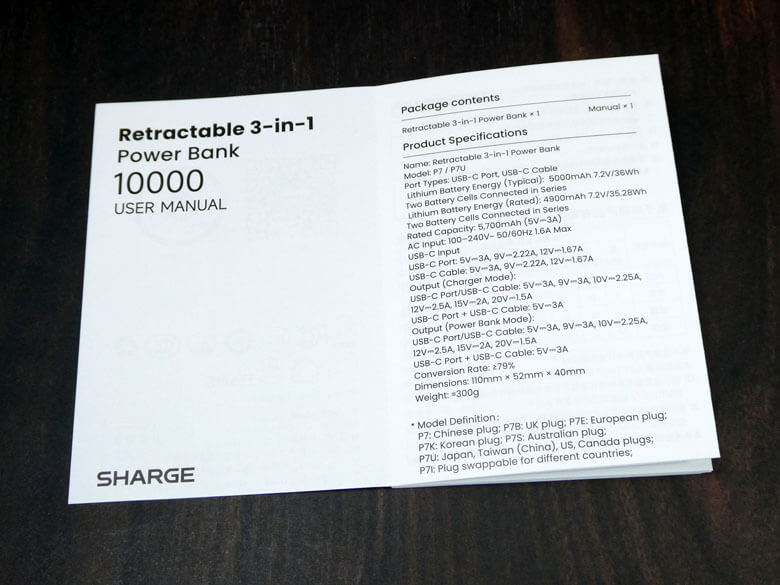 Retractable 3-in-1
Power Bank
10000
USER MANUAL
SHARGE
Package contents
Retractable 3-in-1 Power Bank × 1 Manual × 1
Product Specifications
Name: Retractable 3-in-1 Power Bank
Model: P7 / P7U
Port Types: USB-C Port, USB-C Cable
Lithium Battery Energy (Typical): 5000mAh 7.2V/36Wh
Two Battery Cells Connected in Series
Lithium Battery Energy (Rated): 4900mAh 7.2V/35.28Wh
Two Battery Cells Connected in Series
Rated Capacity: 5,700mAh (5V⎓3A)
AC Input: 100-240V~ 50/60Hz 1.6A Max
USB-C Input
USB-C Port: 5V⎓3A, 9V⎓2.22A, 12V⎓1.67A
USB-C Cable: 5V⎓3A, 9V⎓2.22A, 12V⎓1.67A
Output (Charger Mode):
USB-C Port/USB-C Cable: 5V⎓3A, 9V⎓3A, 10V⎓2.25A,
12V⎓2.5A, 15V⎓2A, 20V⎓1.5A
USB-C Port + USB-C Cable: 5V⎓3A
Output (Power Bank Mode):
USB-C Port/USB-C Cable: 5V⎓3A, 9V⎓3A, 10V⎓2.25A,
12V⎓2.5A, 15V⎓2A, 20V⎓1.5A
USB-C Port + USB-C Cable: 5V⎓3A
Conversion Rate: ≥79%
Dimensions: 110mm × 52mm × 40mm
Weight: ≈300g
* Model Definition:
P7: Chinese plug; P7B: UK plug; P7E: European plug;
P7K: Korean plug; P7S: Australian plug;
P7U: Japan, Taiwan (China), US, Canada plugs;
P7I: Plug swappable for different countries;